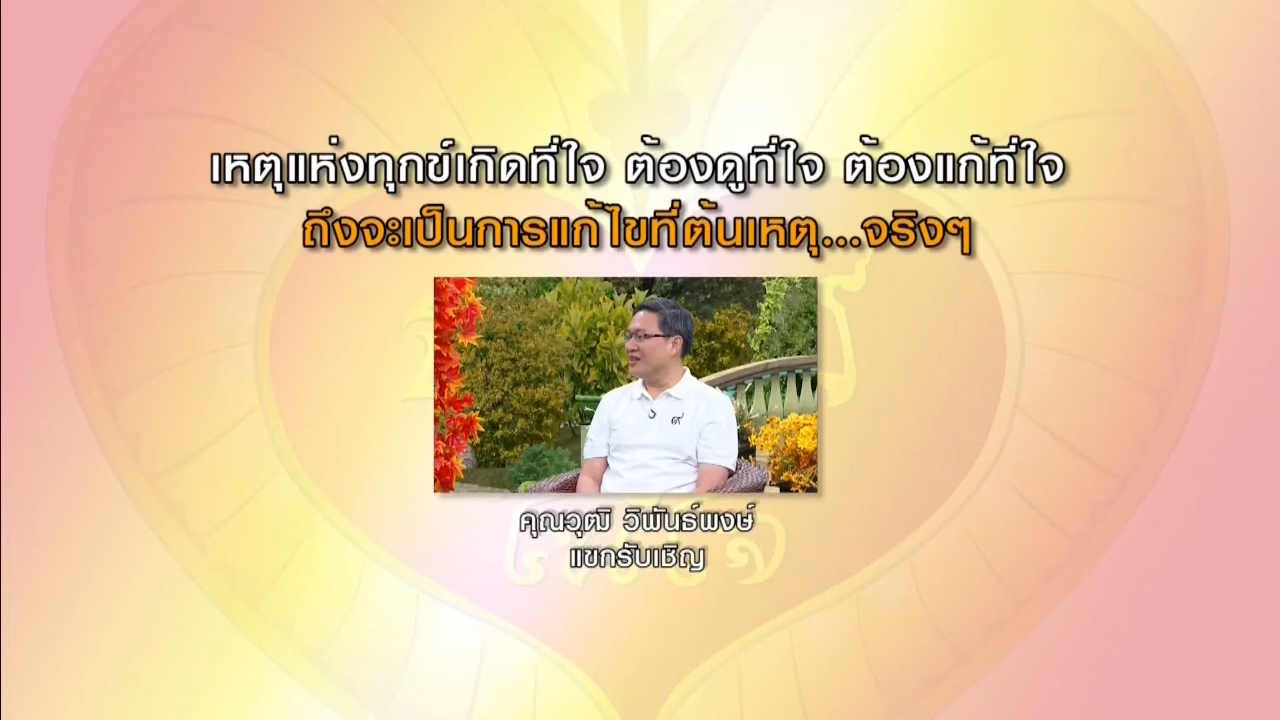 เหตุแห่งทุกข์เกิดที่ใจ ต้องดูที่ใจ ต้องแก้ที่ใจ
ถึงจะเป็นการแก้ไขที่ต้นเหตุ...จริงๆ
๙
คุณวุฒิ วิพันธ์พงษ์
แขกรับเชิญ